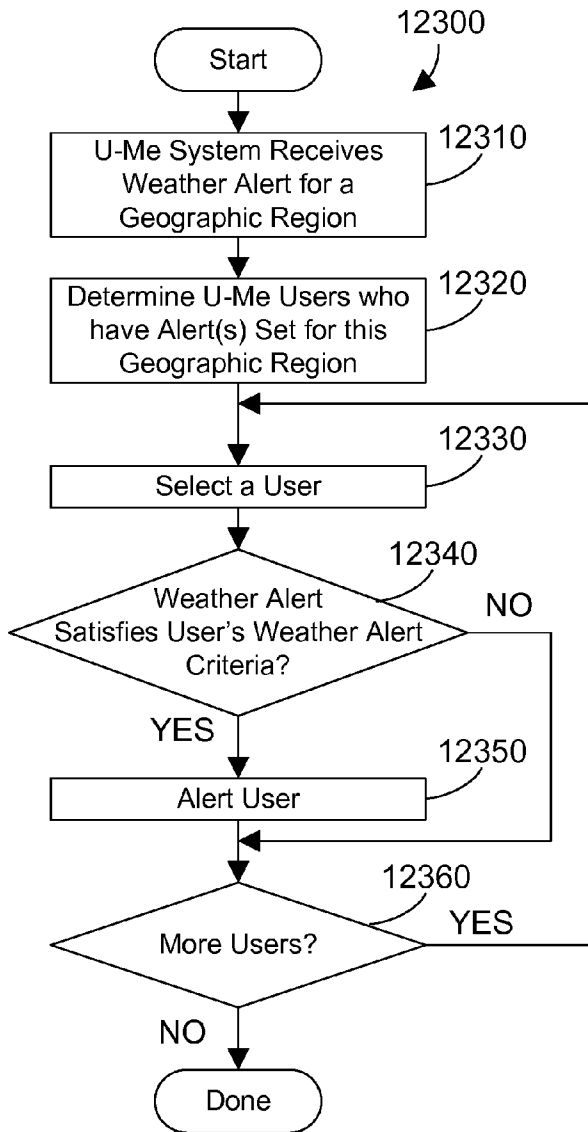 12300
Start
U-Me System Receives
Weather Alert for a
Geographic Region
12310
Determine U-Me Users who
have Alert(s) Set for this
Geographic Region
12320
12330
Select a User
12340
Weather Alert
Satisfies User's Weather Alert
Criteria?
NO
YES
12350
Alert User
12360
More Users?
YES
NO
Done